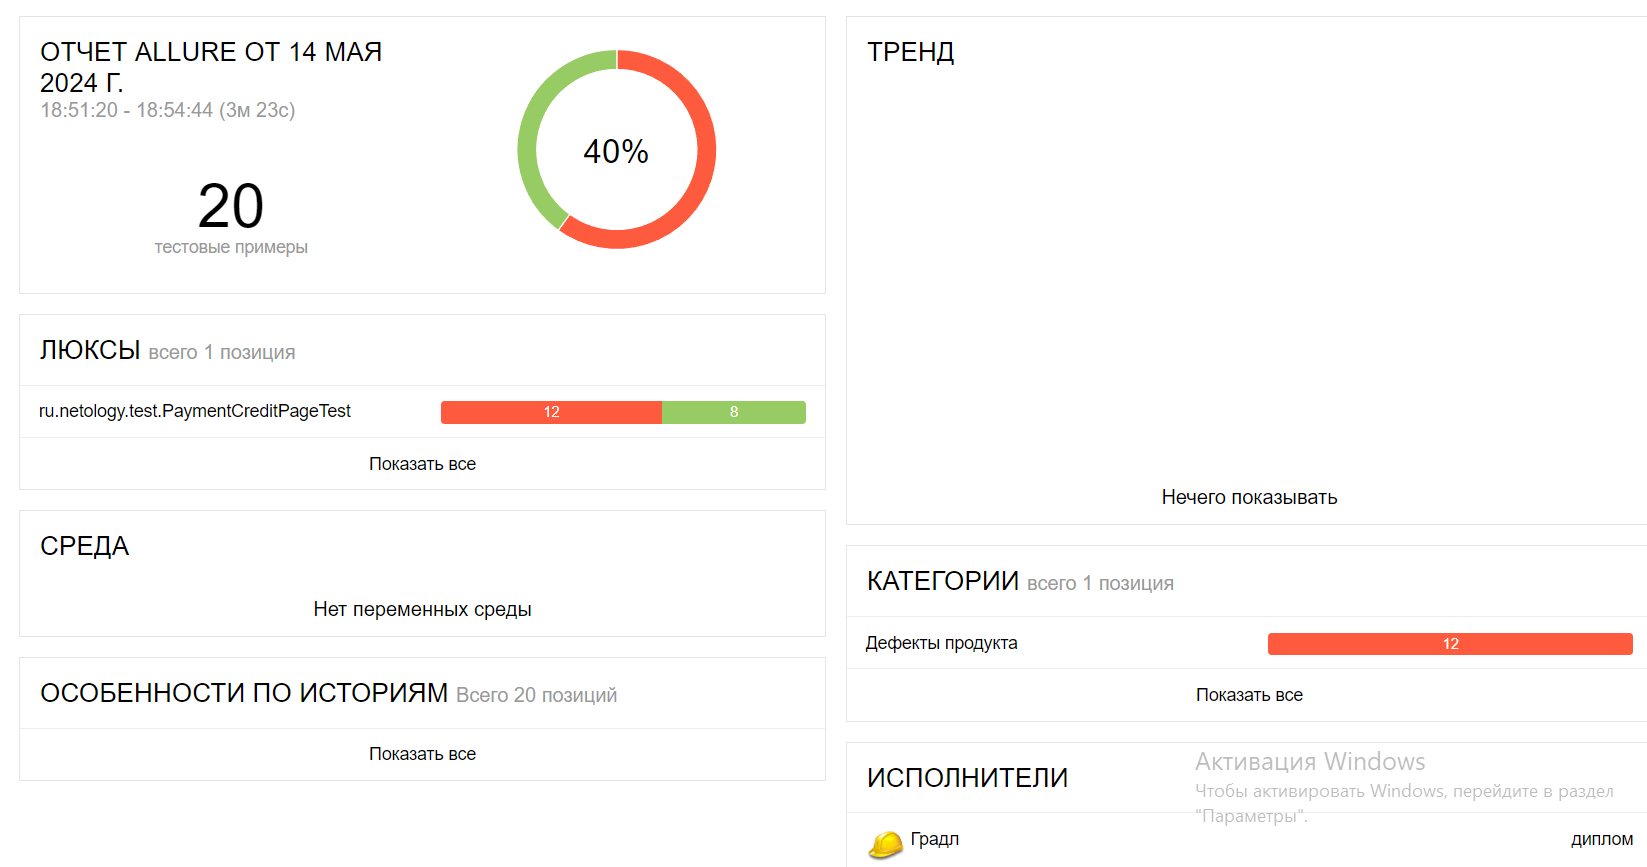 ОТЧЕТ ALLURE ОТ 14 МАЯ
2024 Г.
18:51:20 - 18:54:44 (3м 23с)
20
тестовые примеры
40%
ЛЮКСЫ всего 1 позиция
ru.netology.test.PaymentCreditPageTest 12 8
Показать все
СРЕДА
Нет переменных среды
ОСОБЕННОСТИ ПО ИСТОРИЯМ Всего 20 позиций
Показать все
ТРЕНД
Нечего показывать
КАТЕГОРИИ всего 1 позиция
Дефекты продукта 12
Показать все
ИСПОЛНИТЕЛИ
Активация Windows
Чтобы активировать Windows, перейдите в раздел
"Параметры".
Градл диплом